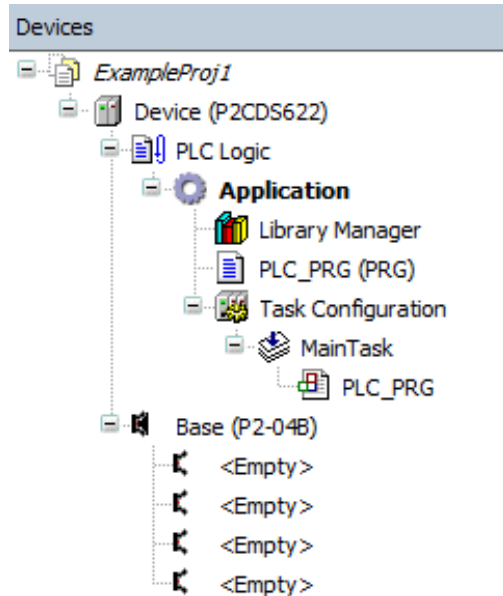 Devices
ExampleProj1
Device (P2CDS622)
PLC Logic
Application
Library Manager
PLC_PRG (PRG)
Task Configuration
MainTask
PLC_PRG
Base (P2-04B)
<Empty>
<Empty>
<Empty>
<Empty>